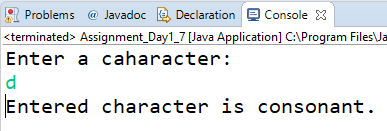 Problems @ Javadoc Declaration Console
<terminated> Assignment_Day1_7 [Java Application] C:\Program Files\Ja
Enter a caharacter:
d
Entered character is consonant.